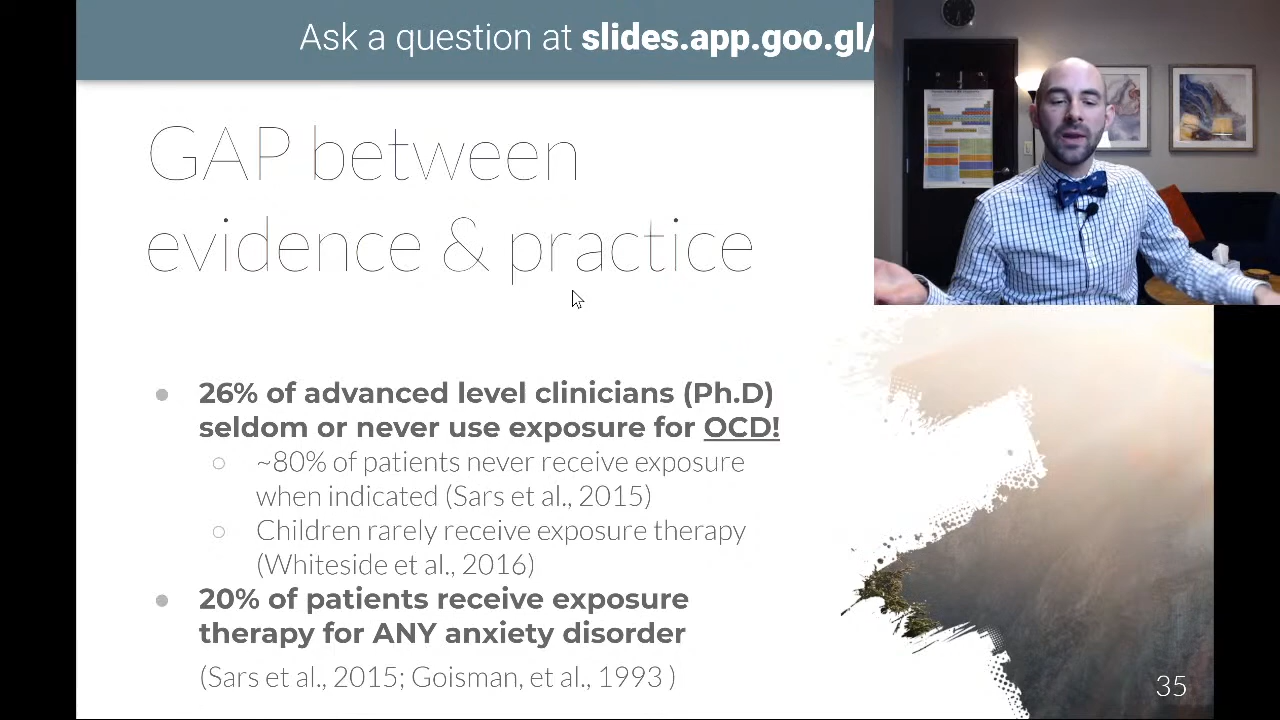 Ask a question at slides.app.goo.gl/
GAP between
evidence & practice
● 26% of advanced level clinicians (Ph.D)
seldom or never use exposure for OCD!
○ ~80% of patients never receive exposure
when indicated (Sars et al., 2015)
○ Children rarely receive exposure therapy
(Whiteside et al., 2016)
● 20% of patients receive exposure
therapy for ANY anxiety disorder
(Sars et al., 2015; Goisman, et al., 1993 )
35